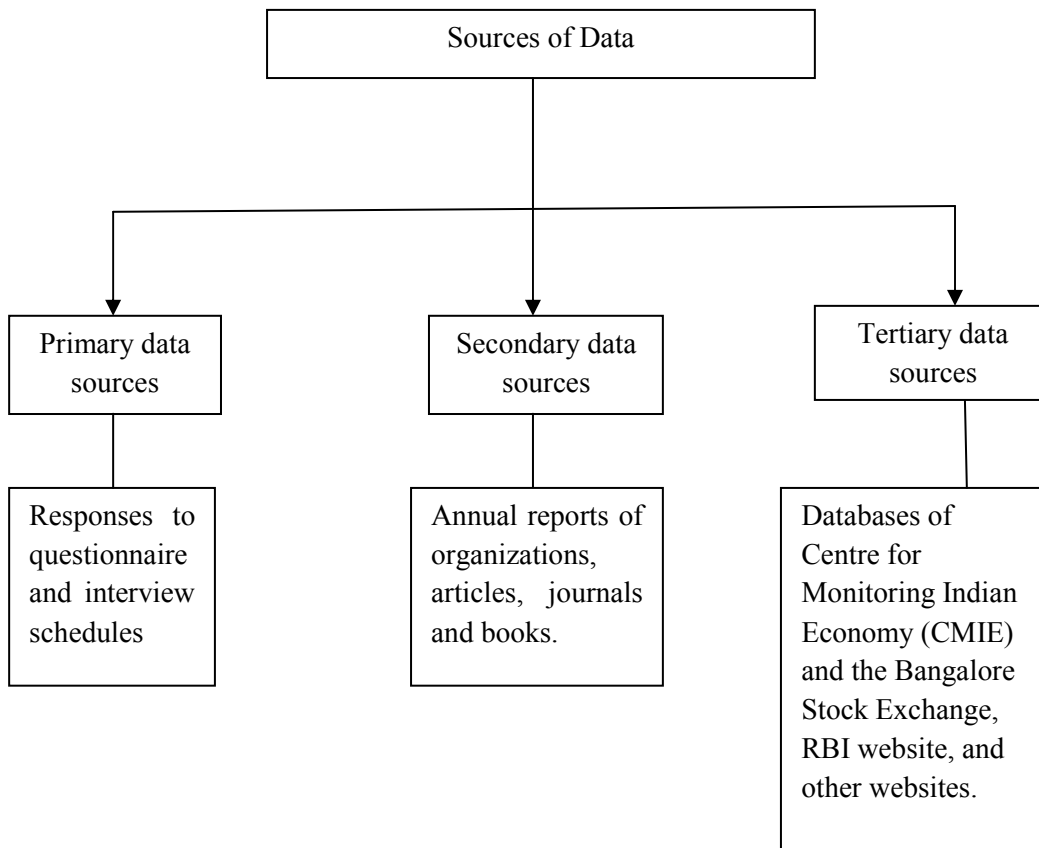 Sources of Data
Primary data
sources
Secondary data
sources
Tertiary data
sources
Responses to
questionnaire
and interview
schedules
Annual reports of
organizations,
articles, journals
and books.
Databases of
Centre for
Monitoring Indian
Economy (CMIE)
and the Bangalore
Stock Exchange,
RBI website, and
other websites.